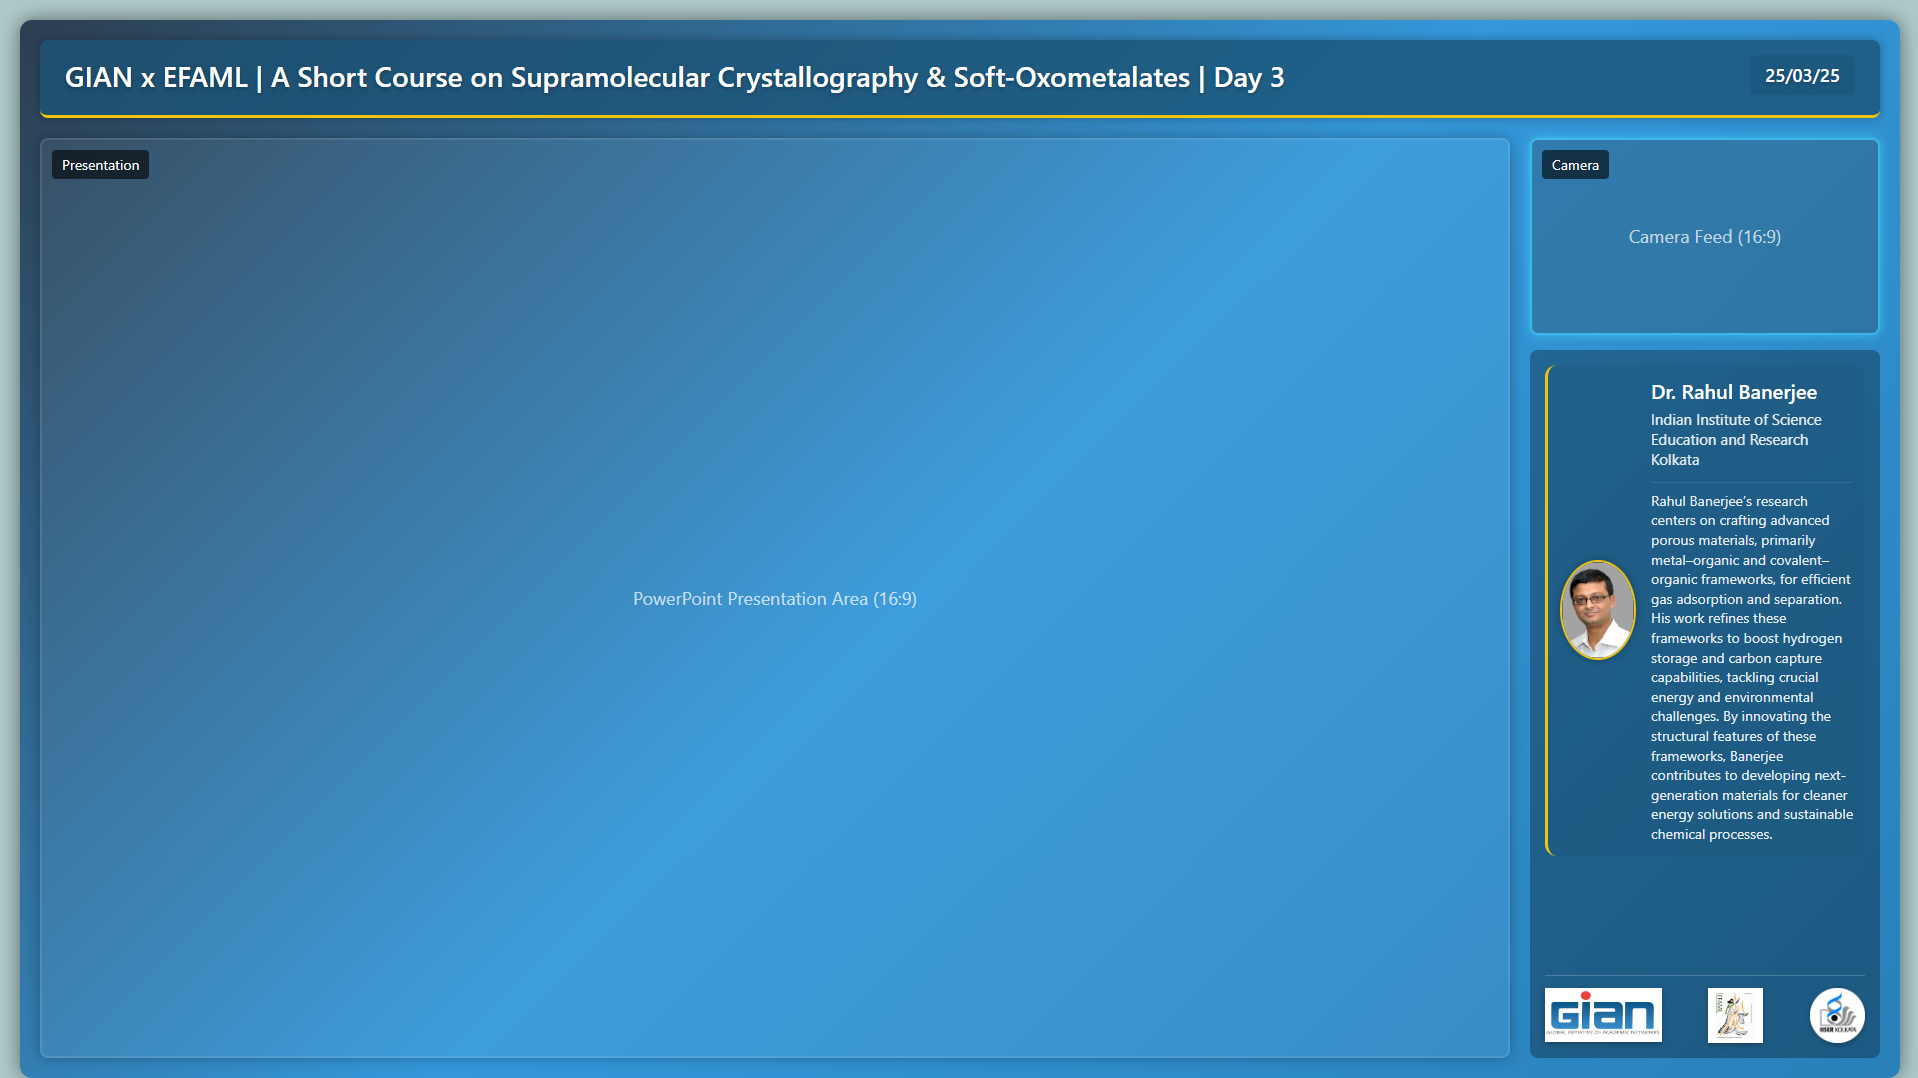 GIAN x EFAML | A Short Course on Supramolecular Crystallography & Soft-Oxometalates | Day 3
25/03/25
Presentation
PowerPoint Presentation Area (16:9)
Camera
Camera Feed (16:9)
Dr. Rahul Banerjee
Indian Institute of Science
Education and Research
Kolkata
Rahul Banerjee’s research
centers on crafting advanced
porous materials, primarily
metal–organic and covalent–
organic frameworks, for efficient
gas adsorption and separation.
His work refines these
frameworks to boost hydrogen
storage and carbon capture
capabilities, tackling crucial
energy and environmental
challenges. By innovating the
structural features of these
frameworks, Banerjee
contributes to developing next-
generation materials for cleaner
energy solutions and sustainable
chemical processes.
gian
GLOBAL INITIATIVE OF ACADEMIC NETWORKS
IISER KOLKATA